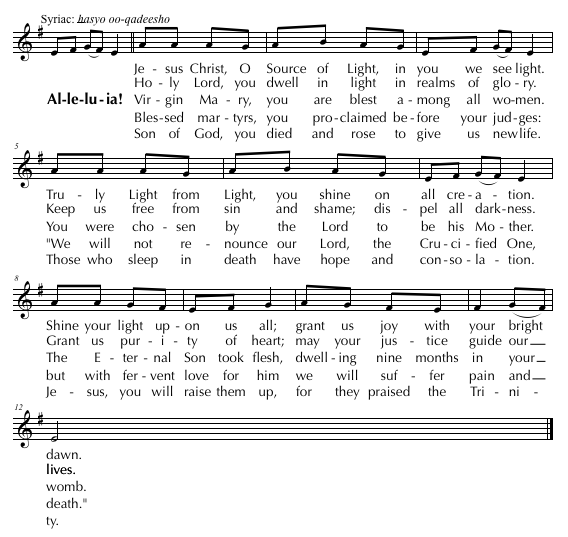 Syriac: hasyo oo-qadeesho
Je - sus Christ, O Source of Light, in you we see light.
Ho - ly Lord, you dwell in light in realms of glo - ry.
Al - le - lu - ia! Vir - gin Ma - ry, you are blest a - mong all wo - men.
Bles - sed mar - tyrs, you pro - claimed be - fore your jud - ges:
Son of God, you died and rose to give us new life.
5
Tru - ly Light from Light, you shine on all cre - a - tion.
Keep us free from sin and shame; dis - pel all dark - ness.
You were cho - sen by the Lord to be his Mo - ther.
"We will not re - nounce our Lord, the Cru - ci - fied One,
Those who sleep in death have hope and con - so - la - tion.
8
Shine your light up - on us all; grant us joy with your bright
Grant us pur - i - ty of heart; may your jus - tice guide our
The E - ter - nal Son took flesh, dwell - ing nine months in your
but with fer - vent love for him we will suf - fer pain and
Je - sus, you will raise them up, for they praised the Tri - ni -
12
dawn.
lives.
womb.
death."
ty.